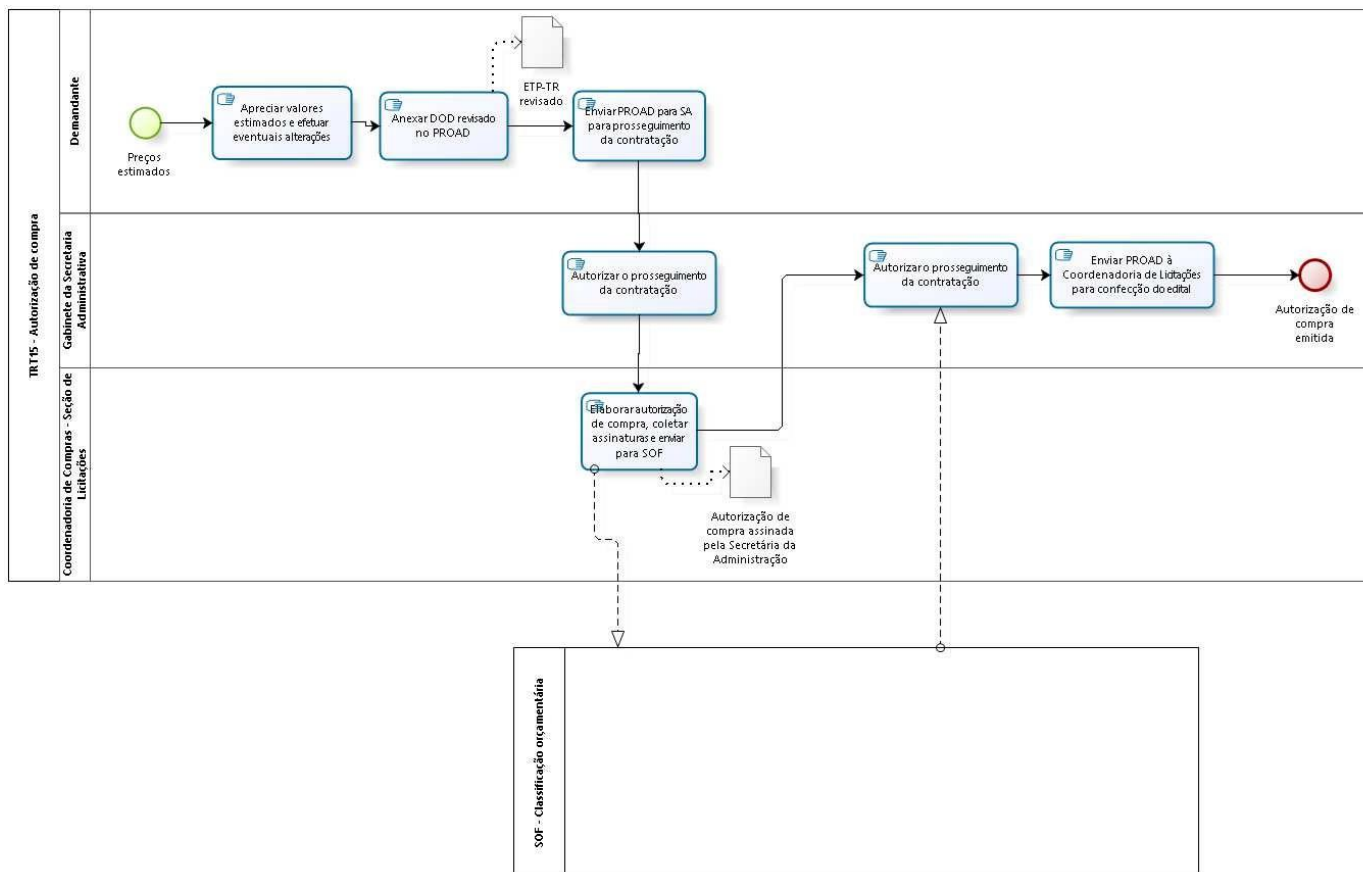 TRT15 - Autorização de compra
Demandante
Preços
estimados
Apreciar valores
estimados e efetuar
eventuais alterações
Anexar DOD revisado
no PROAD
ETP-TR
revisado
Enviar PROAD para SA
para prosseguimento
da contratação
Gabinete da Secretaria
Administrativa
Autorizar o prosseguimento
da contratação
Autorizar o prosseguimento
da contratação
Enviar PROAD à
Coordenadoria de Licitações
para confecção do edital
Autorização de
compra
emitida
Coordenadoria de Compras - Seção de
Licitações
Elaborar autorização
de compra, coletar
assinaturas e enviar
para SOF
Autorização de
compra assinada
pela Secretária da
Administração
SOF - Classificação orçamentária